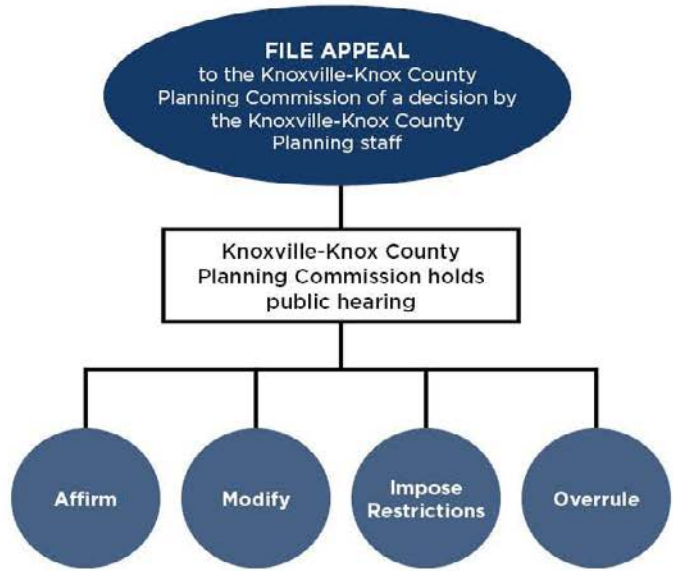 FILE APPEAL
to the Knoxville-Knox County
Planning Commission of a decision by
the Knoxville-Knox County
Planning staff
Knoxville-Knox County
Planning Commission holds
public hearing
Affirm
Modify
Impose
Restrictions
Overrule